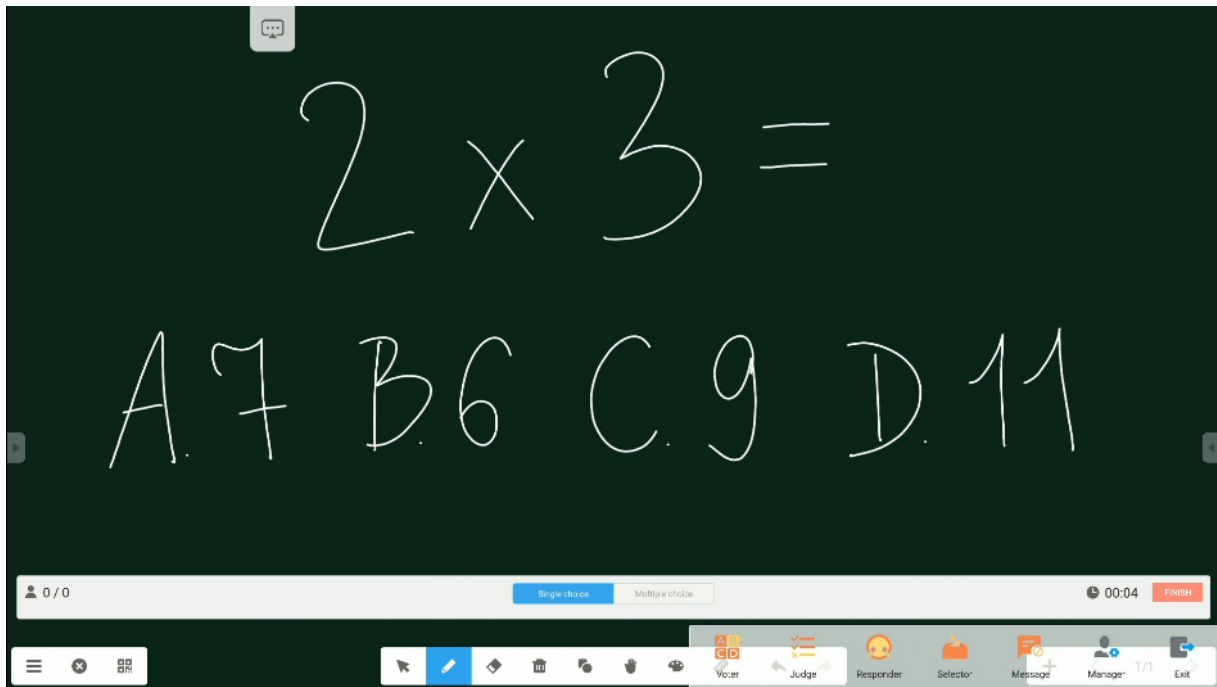 2 x 3 =
A. 7 B. 6 C. 9 D. 11
0 / 0 Single choice Multiple choice 00:04 FINISH
Voter Judge Responder Selector Message Manager 1/1 Exit